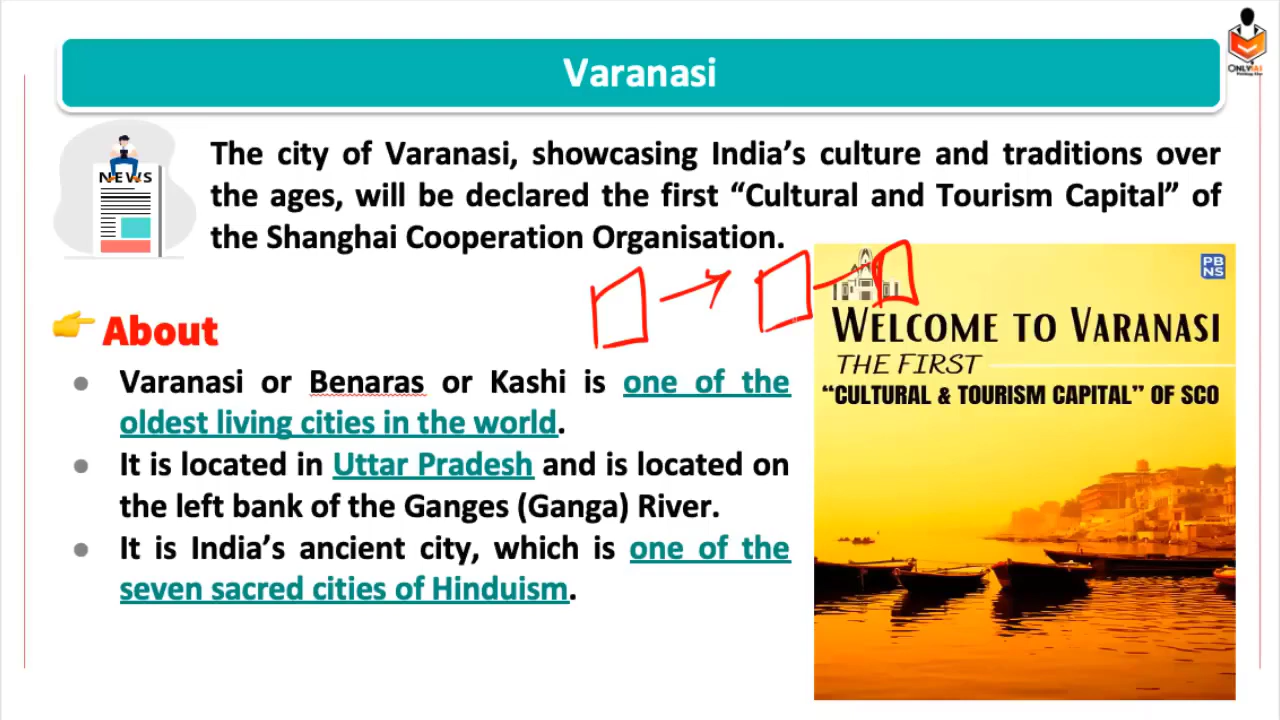 Varanasi
ONLYIAS
NEWS
The city of Varanasi, showcasing India's culture and traditions over
the ages, will be declared the first “Cultural and Tourism Capital” of
the Shanghai Cooperation Organisation.
PB
NS
WELCOME TO VARANASI
THE FIRST
“CULTURAL & TOURISM CAPITAL” OF SCO
About
Varanasi or Benaras or Kashi is one of the
oldest living cities in the world.
It is located in Uttar Pradesh and is located on
the left bank of the Ganges (Ganga) River.
It is India's ancient city, which is one of the
seven sacred cities of Hinduism.